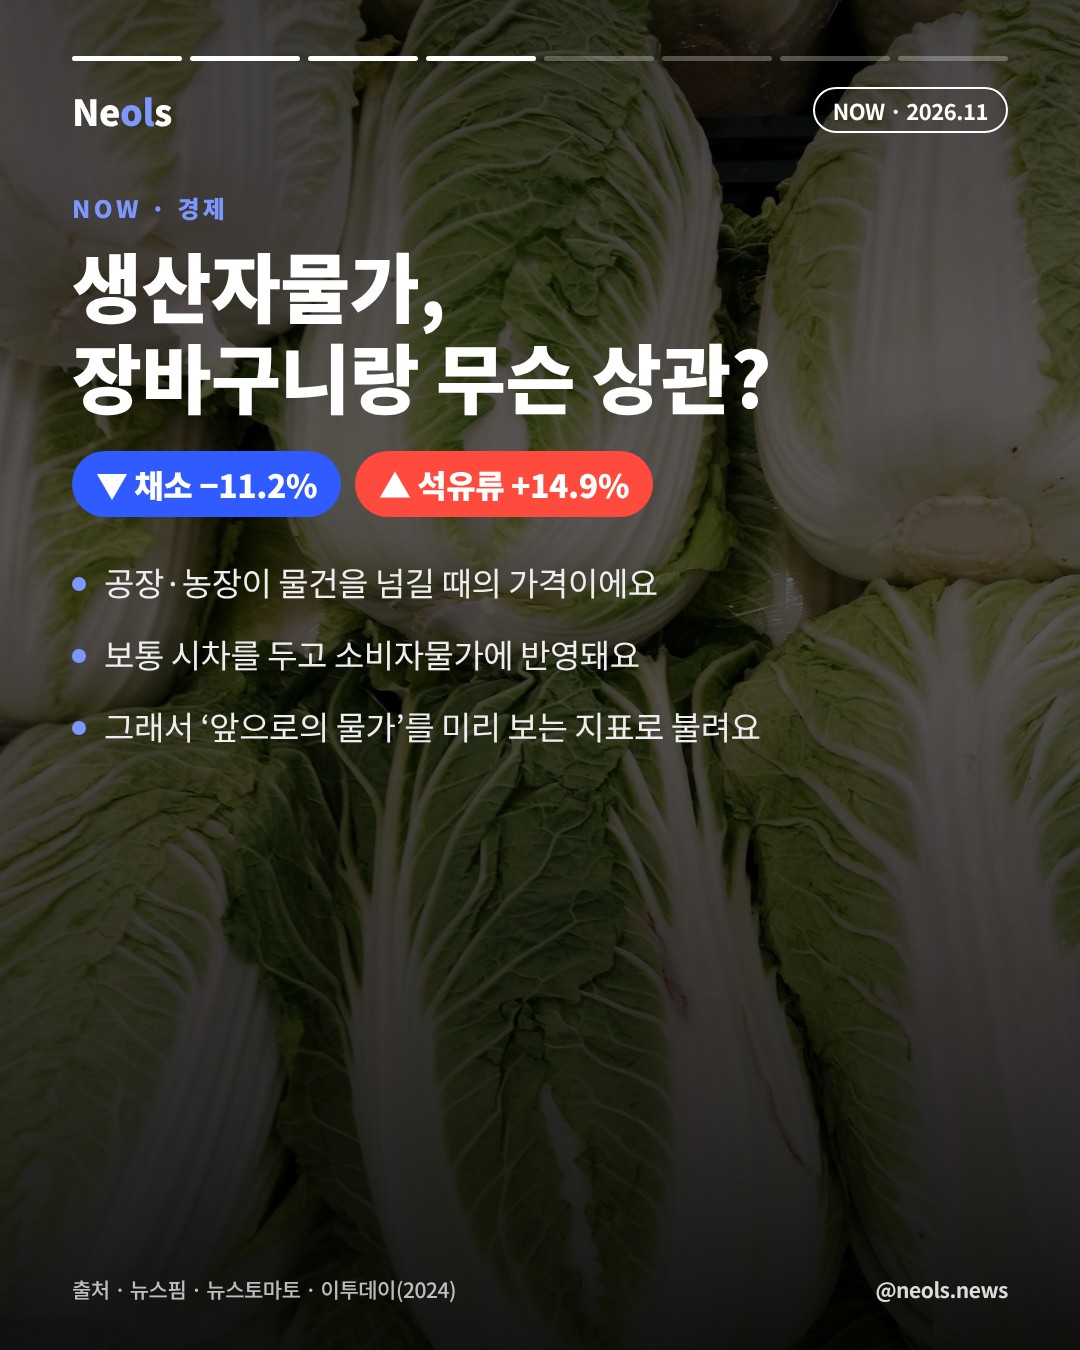 Neols
NOW · 2026.11
NOW · 경제
생산자물가,
장바구니랑 무슨 상관?
▼ 채소 −11.2%
▲ 석유류 +14.9%
공장·농장이 물건을 넘길 때의 가격이에요
보통 시차를 두고 소비자물가에 반영돼요
그래서 ‘앞으로의 물가’를 미리 보는 지표로 불려요
출처 · 뉴스핌 · 뉴스토마토 · 이투데이(2024)
@neols.news